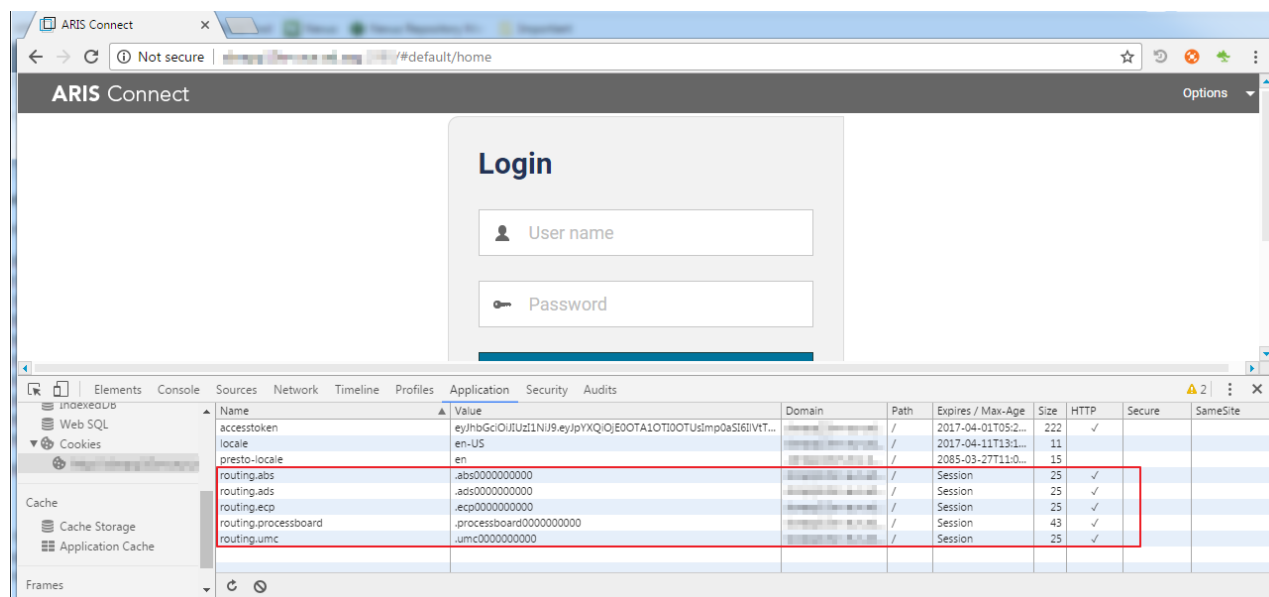 ARIS Connect
Not secure /#default/home
ARIS Connect Options
Login
User name
Password
Elements Console Sources Network Timeline Profiles Application Security Audits 2
IndexedDB
Web SQL
Cookies
Cache
Cache Storage
Application Cache
Frames
Name Value Domain Path Expires / Max-Age Size HTTP Secure SameSite
accesstoken / 2017-04-01T05:2... 222 ✓
locale en-US / 2017-04-11T13:1... 11
presto-locale en / 2085-03-27T11:0... 15
routing.abs .abs0000000000 / Session 25 ✓
routing.ads .ads0000000000 / Session 25 ✓
routing.ecp .ecp0000000000 / Session 25 ✓
routing.processboard .processboard0000000000 / Session 43 ✓
routing.umc .umc0000000000 / Session 25 ✓